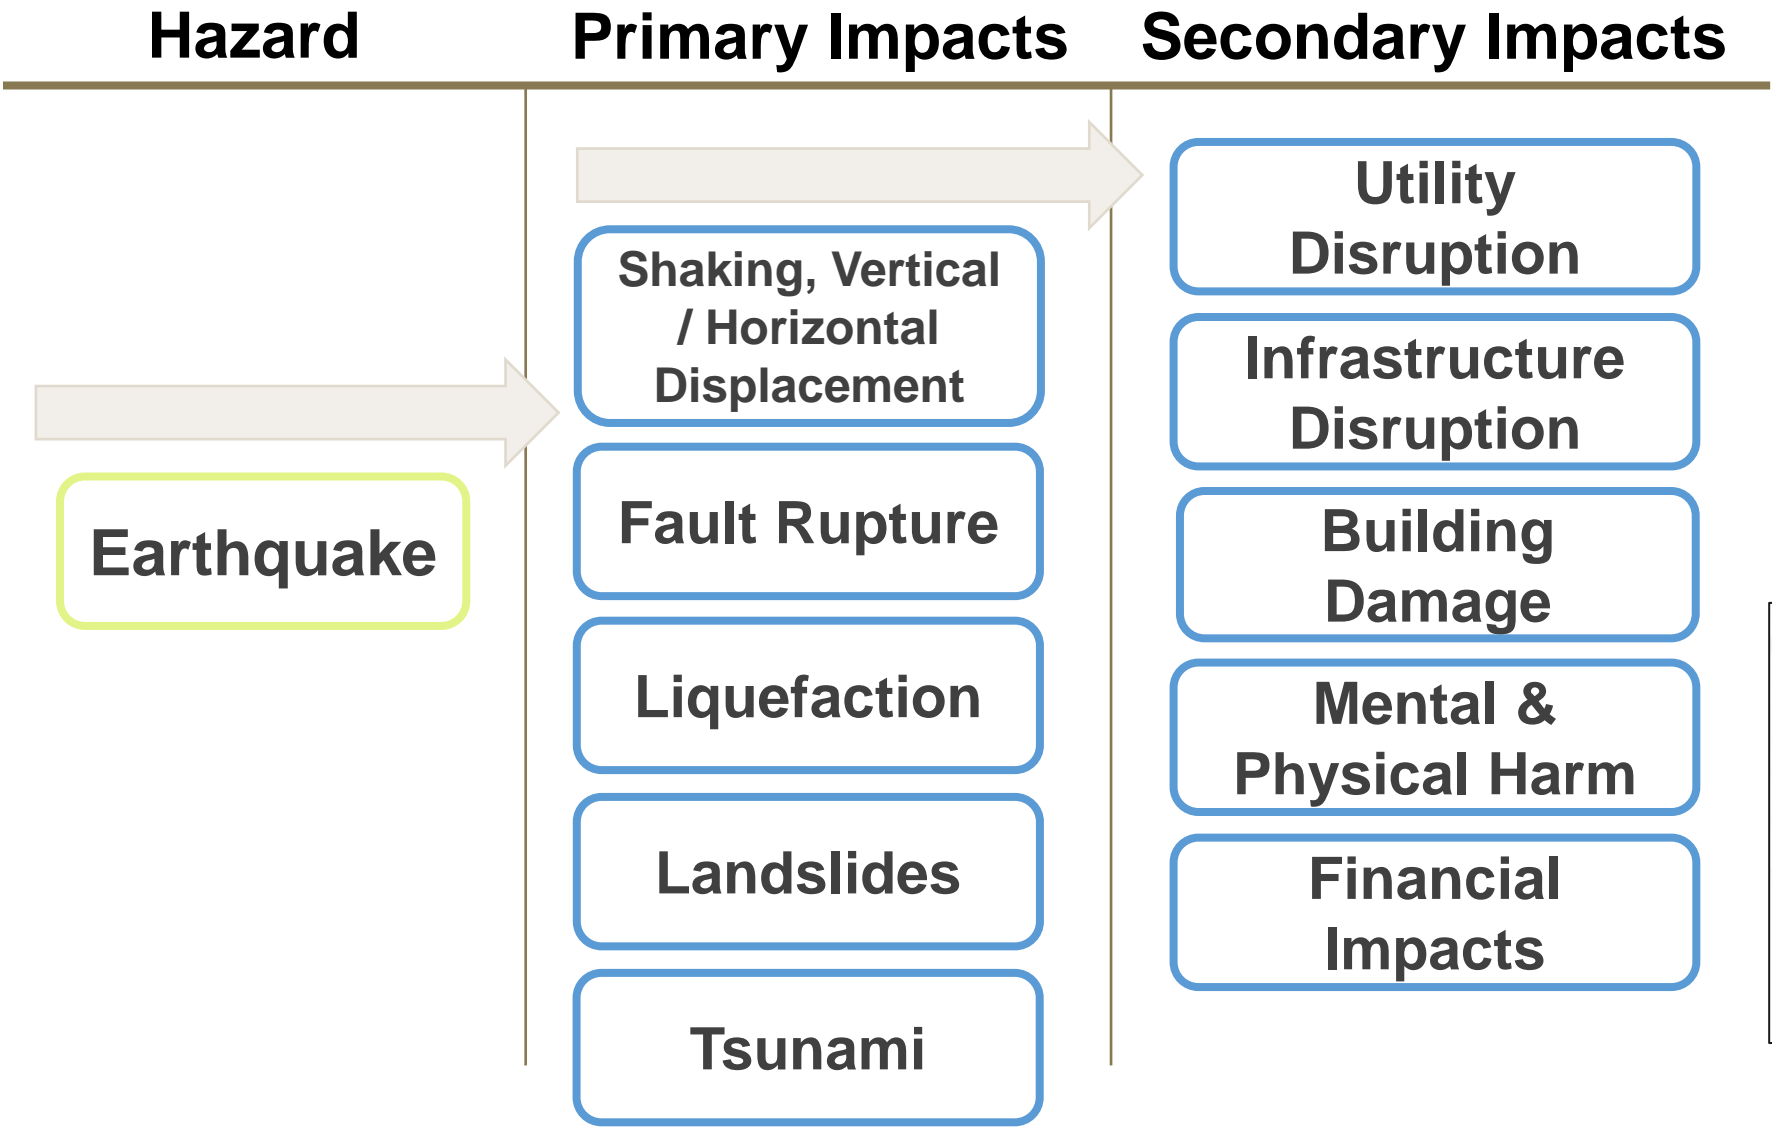 Hazard
Primary Impacts
Secondary Impacts
Earthquake
Shaking, Vertical
/ Horizontal
Displacement
Fault Rupture
Liquefaction
Landslides
Tsunami
Utility
Disruption
Infrastructure
Disruption
Building
Damage
Mental &
Physical Harm
Financial
Impacts